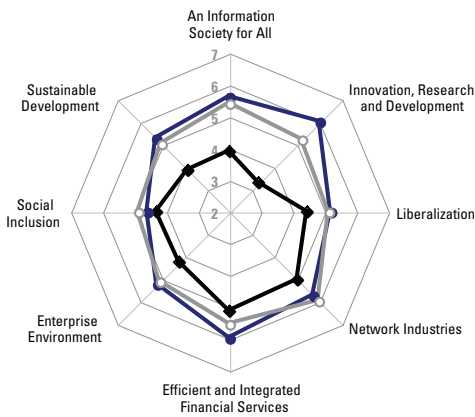 An Information
Society for All
7
6
5
4
3
2
Sustainable
Development
Innovation, Research
and Development
Social
Inclusion
Liberalization
Enterprise
Environment
Network Industries
Efficient and Integrated
Financial Services